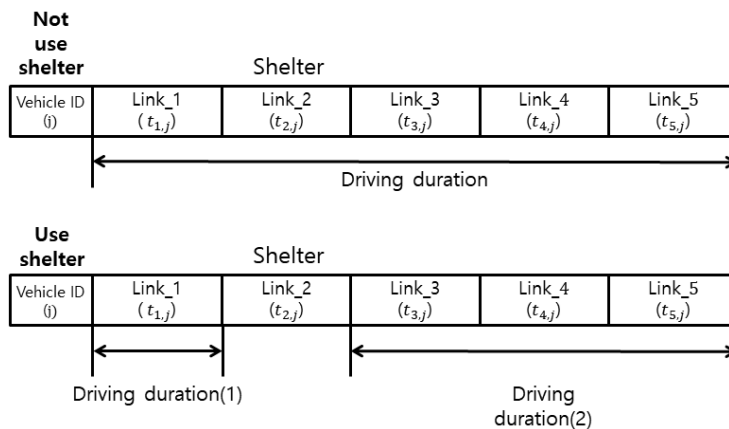 Not
use
shelter
Shelter
Vehicle ID
(j)
Link_1
( t₁,ⱼ)
Link_2
(t₂,ⱼ)
Link_3
(t₃,ⱼ)
Link_4
(t₄,ⱼ)
Link_5
(t₅,ⱼ)
Driving duration
Use
shelter
Shelter
Vehicle ID
(j)
Link_1
( t₁,ⱼ)
Link_2
(t₂,ⱼ)
Link_3
(t₃,ⱼ)
Link_4
(t₄,ⱼ)
Link_5
(t₅,ⱼ)
Driving duration(1)
Driving
duration(2)